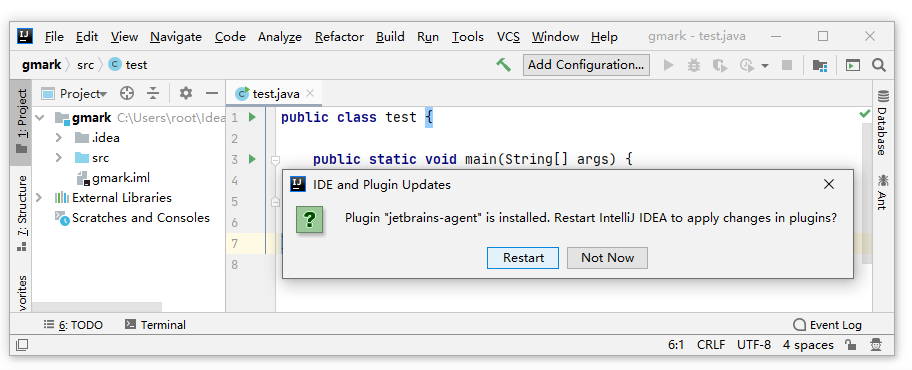 File Edit View Navigate Code Analyze Refactor Build Run Tools VCS Window Help gmark - test.java
gmark src test Add Configuration...
1: Project
Project
test.java
gmark C:\Users\root\Idea
.idea
src
gmark.iml
External Libraries
Scratches and Consoles
7: Structure
vorites
1 public class test {
3 public static void main(String[] args) {
4
5
7
8
IDE and Plugin Updates
Plugin "jetbrains-agent" is installed. Restart IntelliJ IDEA to apply changes in plugins?
Restart Not Now
Database
Ant
6: TODO Terminal Event Log
6:1 CRLF UTF-8 4 spaces